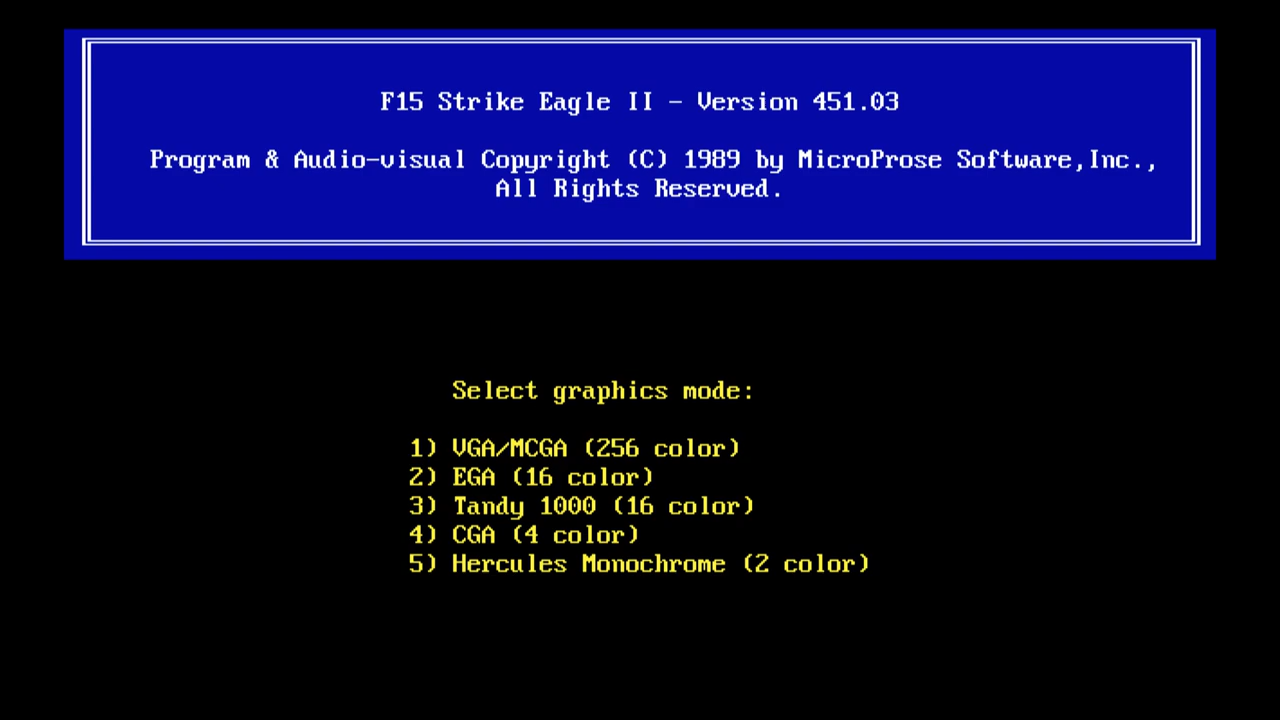 F15 Strike Eagle II - Version 451.03
Program & Audio-visual Copyright (C) 1989 by MicroProse Software,Inc.,
All Rights Reserved.
Select graphics mode:
1) VGA/MCGA (256 color)
2) EGA (16 color)
3) Tandy 1000 (16 color)
4) CGA (4 color)
5) Hercules Monochrome (2 color)